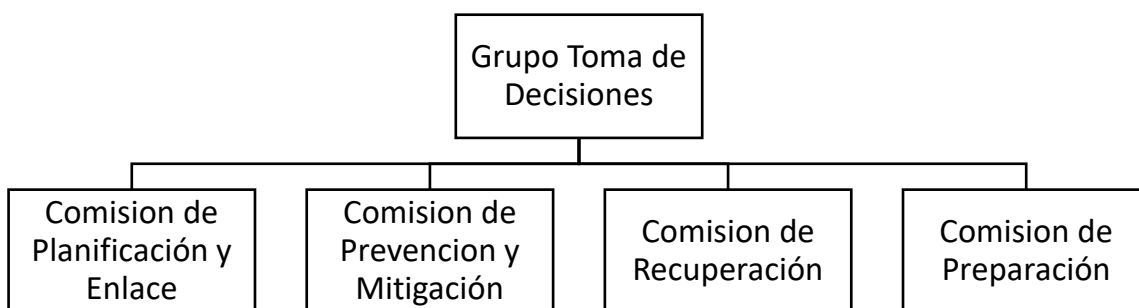 Grupo Toma de
Decisiones
Comision de
Planificación y
Enlace
Comision de
Prevencion y
Mitigación
Comision de
Recuperación
Comision de
Preparación